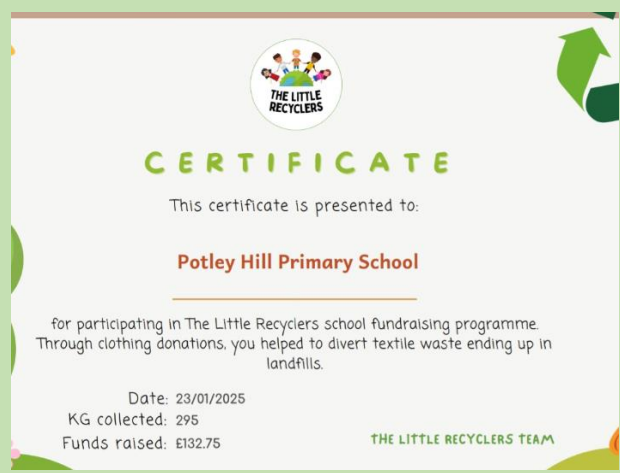 THE LITTLE
RECYCLERS
CERTIFICATE
This certificate is presented to:
Potley Hill Primary School
for participating in The Little Recyclers school fundraising programme.
Through clothing donations, you helped to divert textile waste ending up in
landfills.
Date: 23/01/2025
KG collected: 295
Funds raised: £132.75
THE LITTLE RECYCLERS TEAM